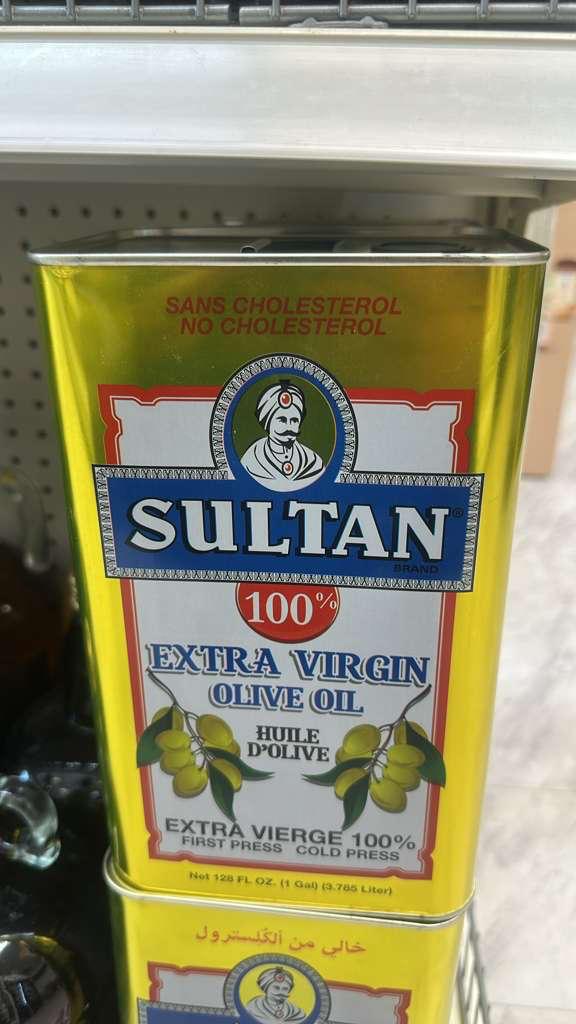 SANS CHOLESTEROL
NO CHOLESTEROL
SULTAN®
BRAND
100%
EXTRA VIRGIN
OLIVE OIL
HUILE
D'OLIVE
EXTRA VIERGE 100%
FIRST PRESS COLD PRESS
Net 128 FL OZ. (1 Gal) (3.785 Liter)
خالي من ألكلسترول